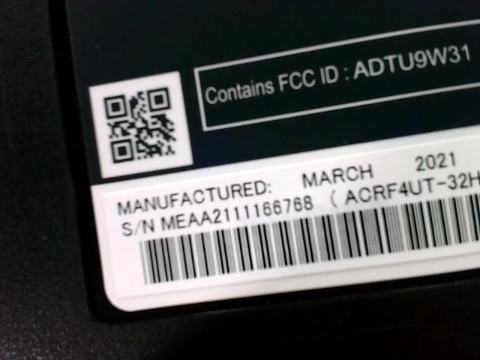 Contains FCC ID : ADTU9W31
MANUFACTURED: MARCH 2021
S/N MEAA2111166768 ( ACRF4UT-32H